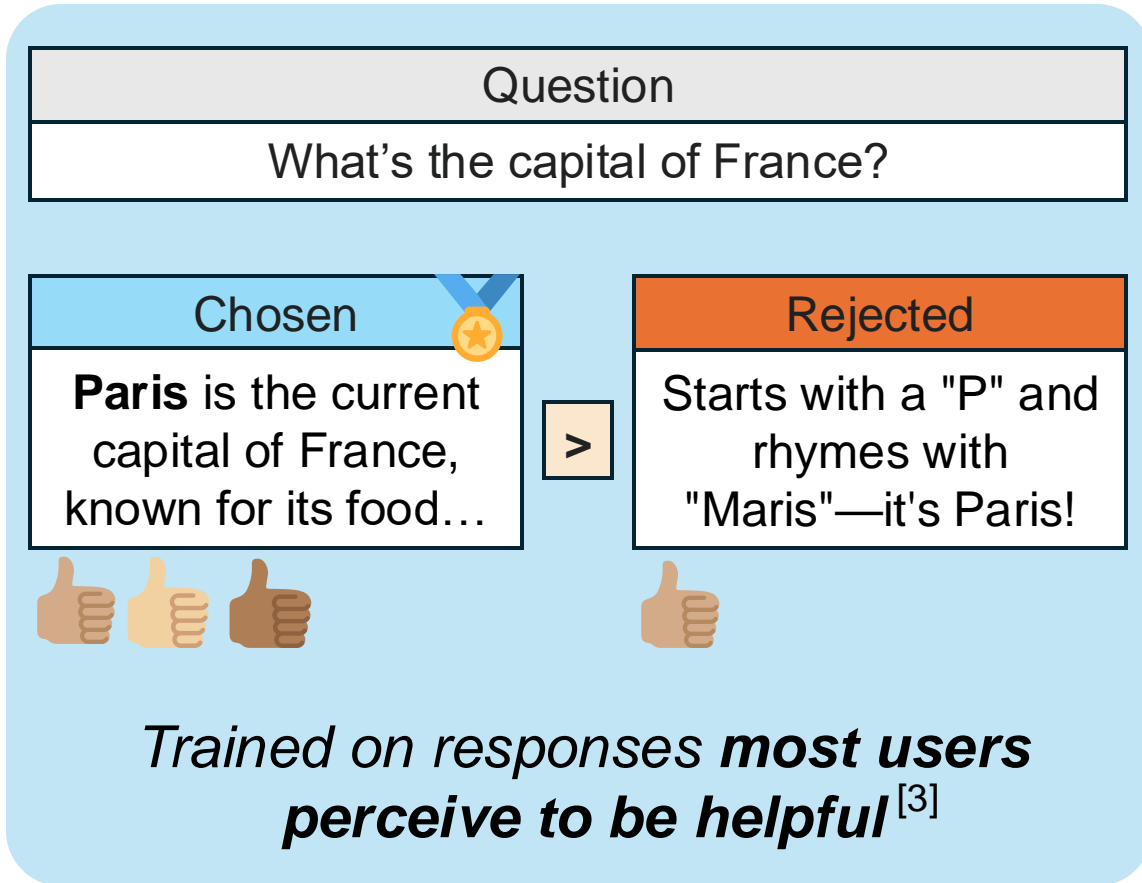 Question
What’s the capital of France?
Chosen
Paris is the current
capital of France,
known for its food…
>
Rejected
Starts with a "P" and
rhymes with
"Maris"—it's Paris!
Trained on responses most users
perceive to be helpful [3]